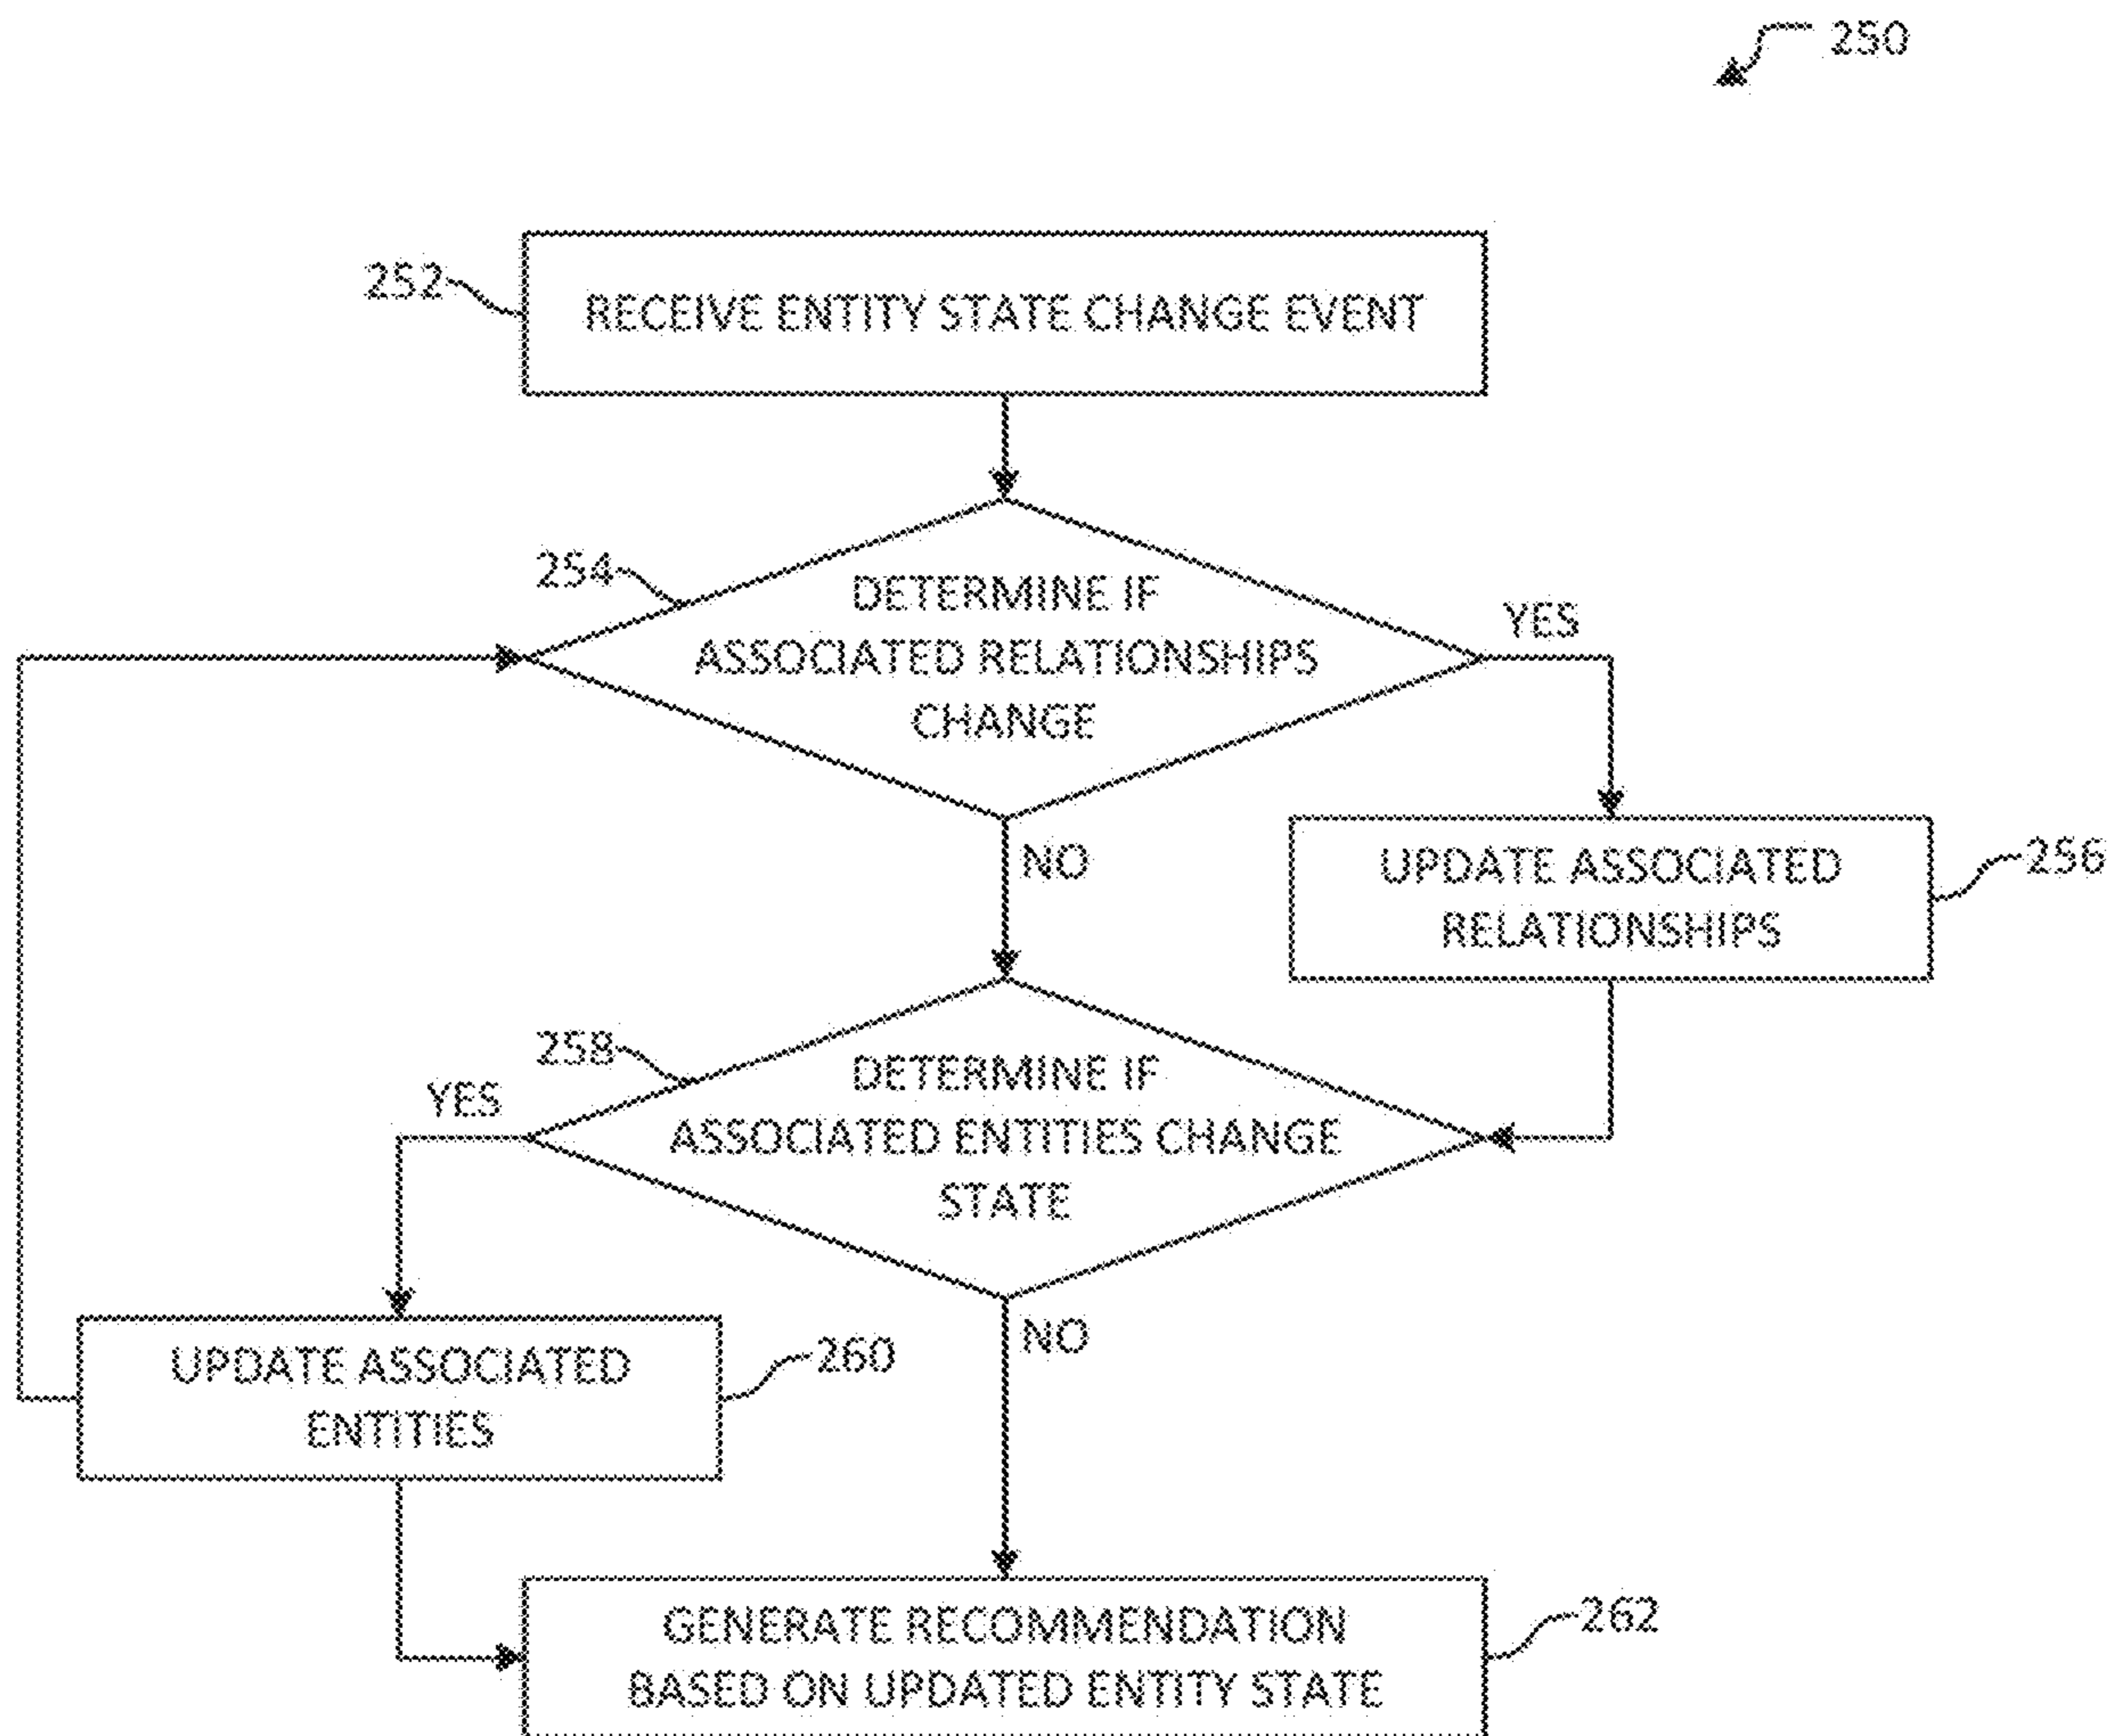 250
252
RECEIVE ENTITY STATE CHANGE EVENT
254
DETERMINE IF
ASSOCIATED RELATIONSHIPS
CHANGE
YES
NO
UPDATE ASSOCIATED
RELATIONSHIPS
256
258
DETERMINE IF
ASSOCIATED ENTITIES CHANGE
STATE
YES
NO
UPDATE ASSOCIATED
ENTITIES
260
GENERATE RECOMMENDATION
BASED ON UPDATED ENTITY STATE
262